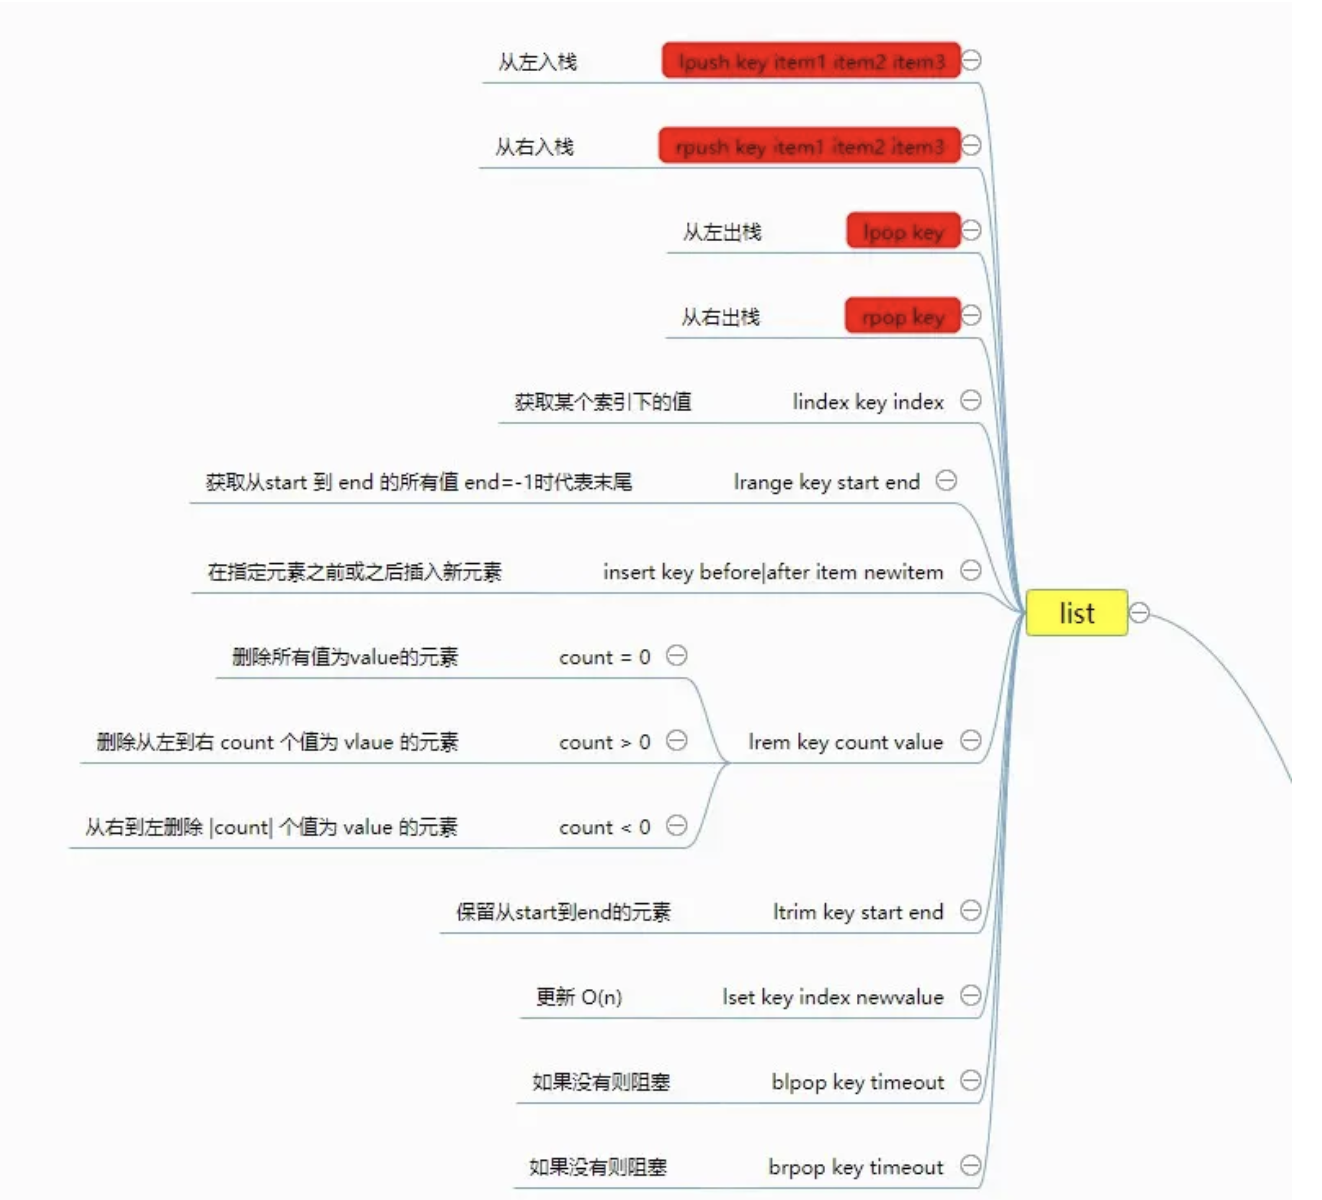 从左入栈 lpush key item1 item2 item3
从右入栈 rpush key item1 item2 item3
从左出栈 lpop key
从右出栈 rpop key
获取某个索引下的值 lindex key index
获取从start 到 end 的所有值 end=-1时代表末尾 lrange key start end
在指定元素之前或之后插入新元素 insert key before|after item newitem
list
删除所有值为value的元素 count = 0
删除从左到右 count 个值为 vlaue 的元素 count > 0 lrem key count value
从右到左删除 |count| 个值为 value 的元素 count < 0
保留从start到end的元素 ltrim key start end
更新 O(n) lset key index newvalue
如果没有则阻塞 blpop key timeout
如果没有则阻塞 brpop key timeout